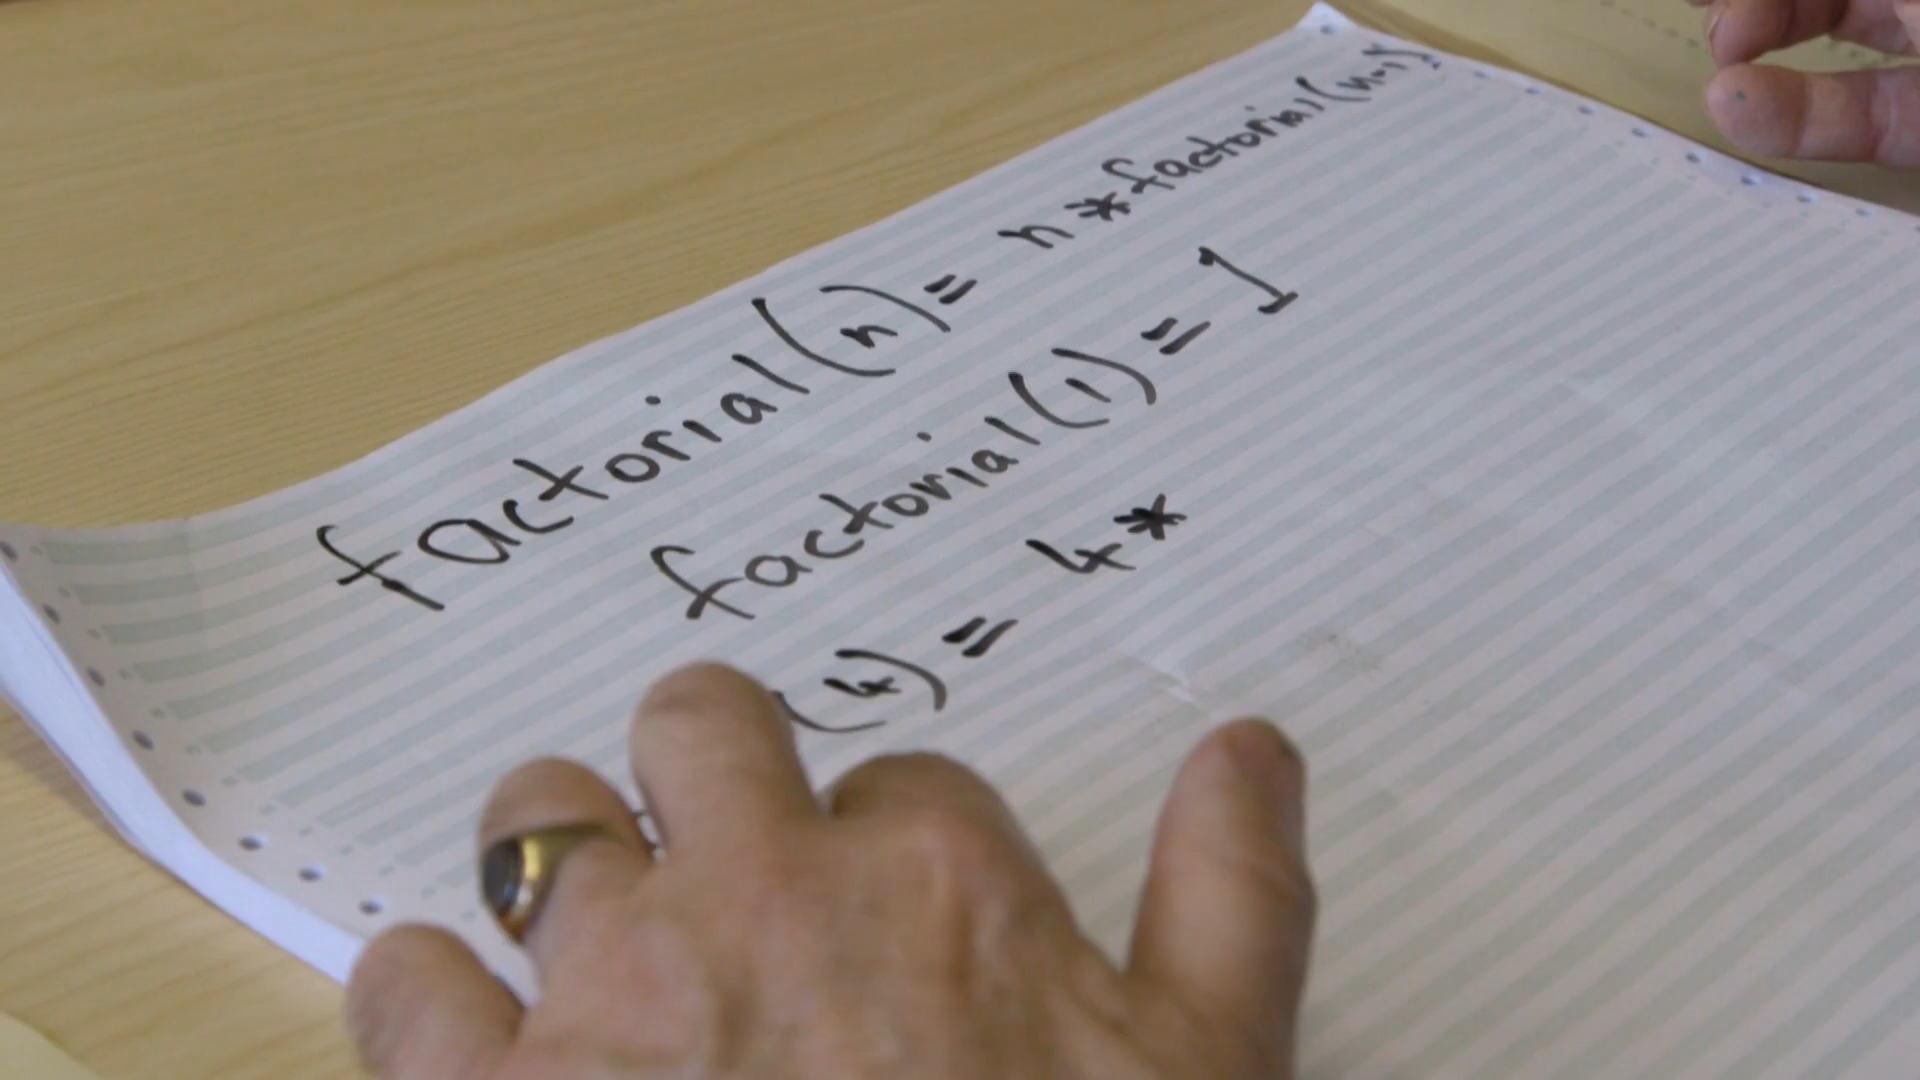 factorial(n) = n * factorial(n-1)
factorial(1) = 1
(4) = 4 *